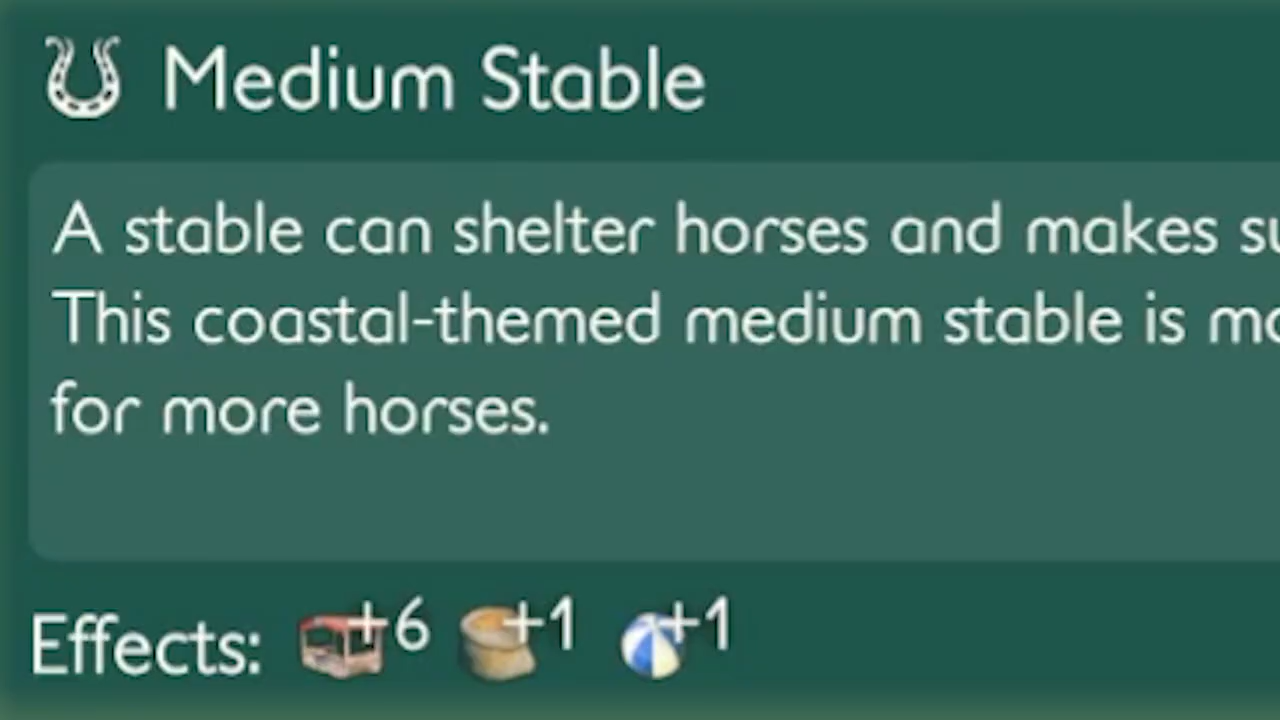 Medium Stable
A stable can shelter horses and makes
This coastal-themed medium stable is
for more horses.
Effects: +6 +1 +1